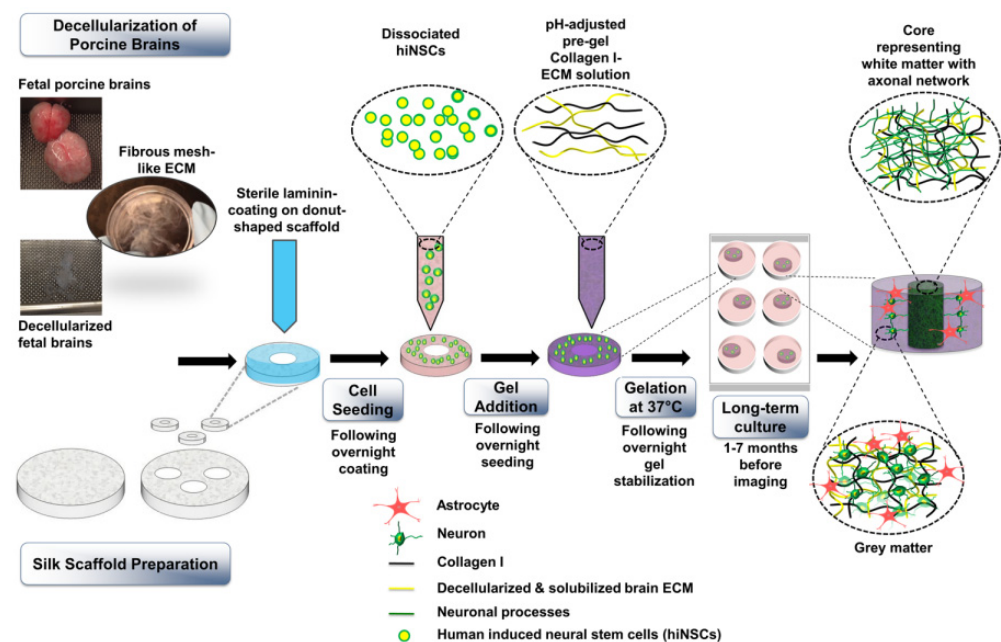 Decellularization of
Porcine Brains
Fetal porcine brains
Fibrous mesh-
like ECM
Decellularized
fetal brains
Sterile laminin-
coating on donut-
shaped scaffold
Dissociated
hiNSCs
pH-adjusted
pre-gel
Collagen I-
ECM solution
Core
representing
white matter with
axonal network
Cell
Seeding
Following
overnight
coating
Gel
Addition
Following
overnight
seeding
Gelation
at 37°C
Following
overnight
gel
stabilization
Long-term
culture
1-7 months
before
imaging
Grey matter
Silk Scaffold Preparation
Astrocyte
Neuron
Collagen I
Decellularized & solubilized brain ECM
Neuronal processes
Human induced neural stem cells (hiNSCs)